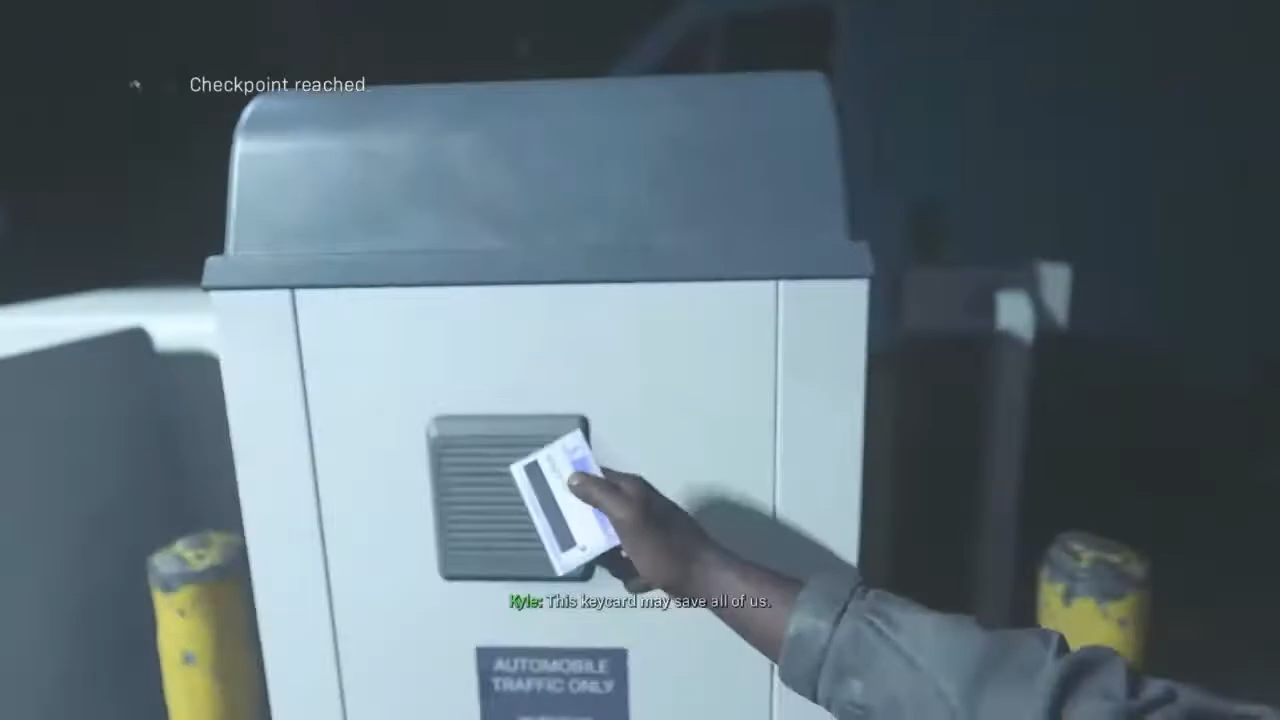 Checkpoint reached.
Kyle: This keycard may save all of us.
AUTOMOBILE
TRAFFIC ONLY